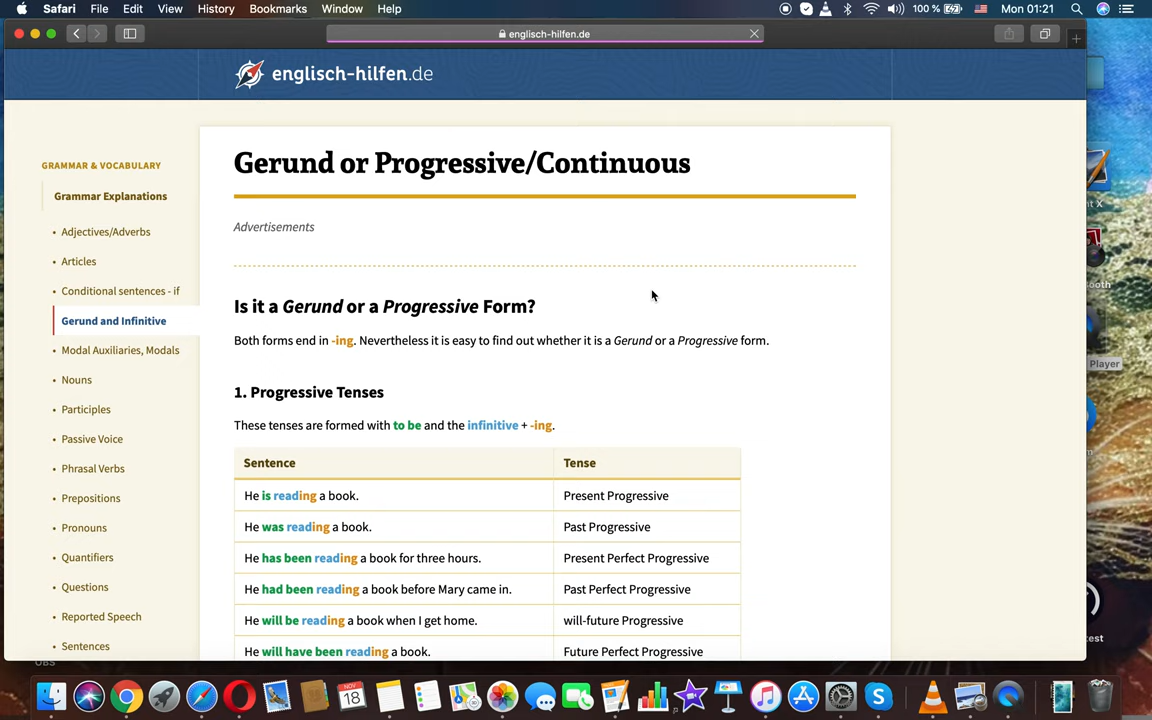 Safari File Edit View History Bookmarks Window Help 100 % Mon 01:21
englisch-hilfen.de
englisch-hilfen.de
GRAMMAR & VOCABULARY
Grammar Explanations
• Adjectives/Adverbs
• Articles
• Conditional sentences - if
Gerund and Infinitive
• Modal Auxiliaries, Modals
• Nouns
• Participles
• Passive Voice
• Phrasal Verbs
• Prepositions
• Pronouns
• Quantifiers
• Questions
• Reported Speech
• Sentences
Gerund or Progressive/Continuous
Advertisements
Is it a Gerund or a Progressive Form?
Both forms end in -ing. Nevertheless it is easy to find out whether it is a Gerund or a Progressive form.
1. Progressive Tenses
These tenses are formed with to be and the infinitive + -ing.
Sentence Tense
He is reading a book. Present Progressive
He was reading a book. Past Progressive
He has been reading a book for three hours. Present Perfect Progressive
He had been reading a book before Mary came in. Past Perfect Progressive
He will be reading a book when I get home. will-future Progressive
He will have been reading a book. Future Perfect Progressive
Player
OBS
NOV
18